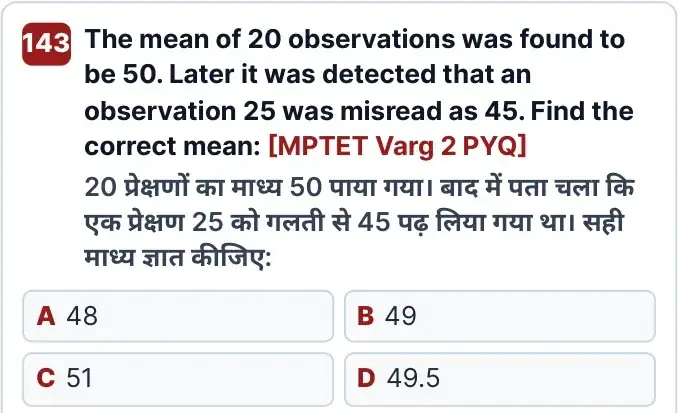 143 The mean of 20 observations was found to
be 50. Later it was detected that an
observation 25 was misread as 45. Find the
correct mean: [MPTET Varg 2 PYQ]
20 प्रेक्षणों का माध्य 50 पाया गया। बाद में पता चला कि
एक प्रेक्षण 25 को गलती से 45 पढ़ लिया गया था। सही
माध्य ज्ञात कीजिए:
A 48 B 49
C 51 D 49.5